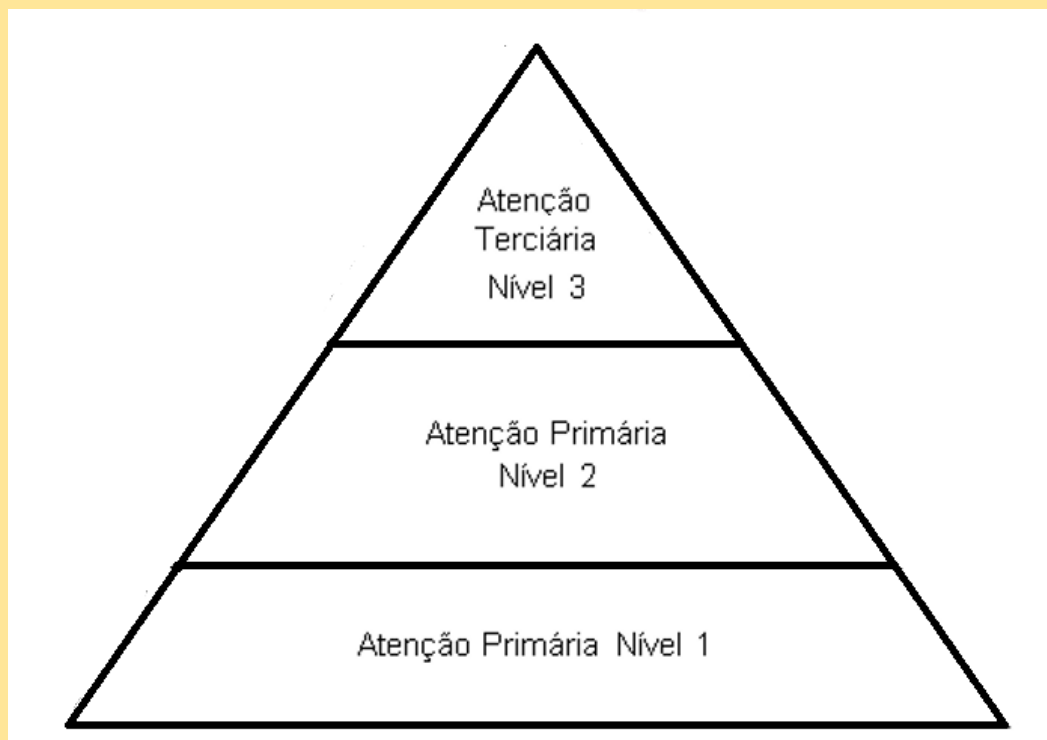 Atenção
Terciária
Nível 3
Atenção Primária
Nível 2
Atenção Primária Nível 1